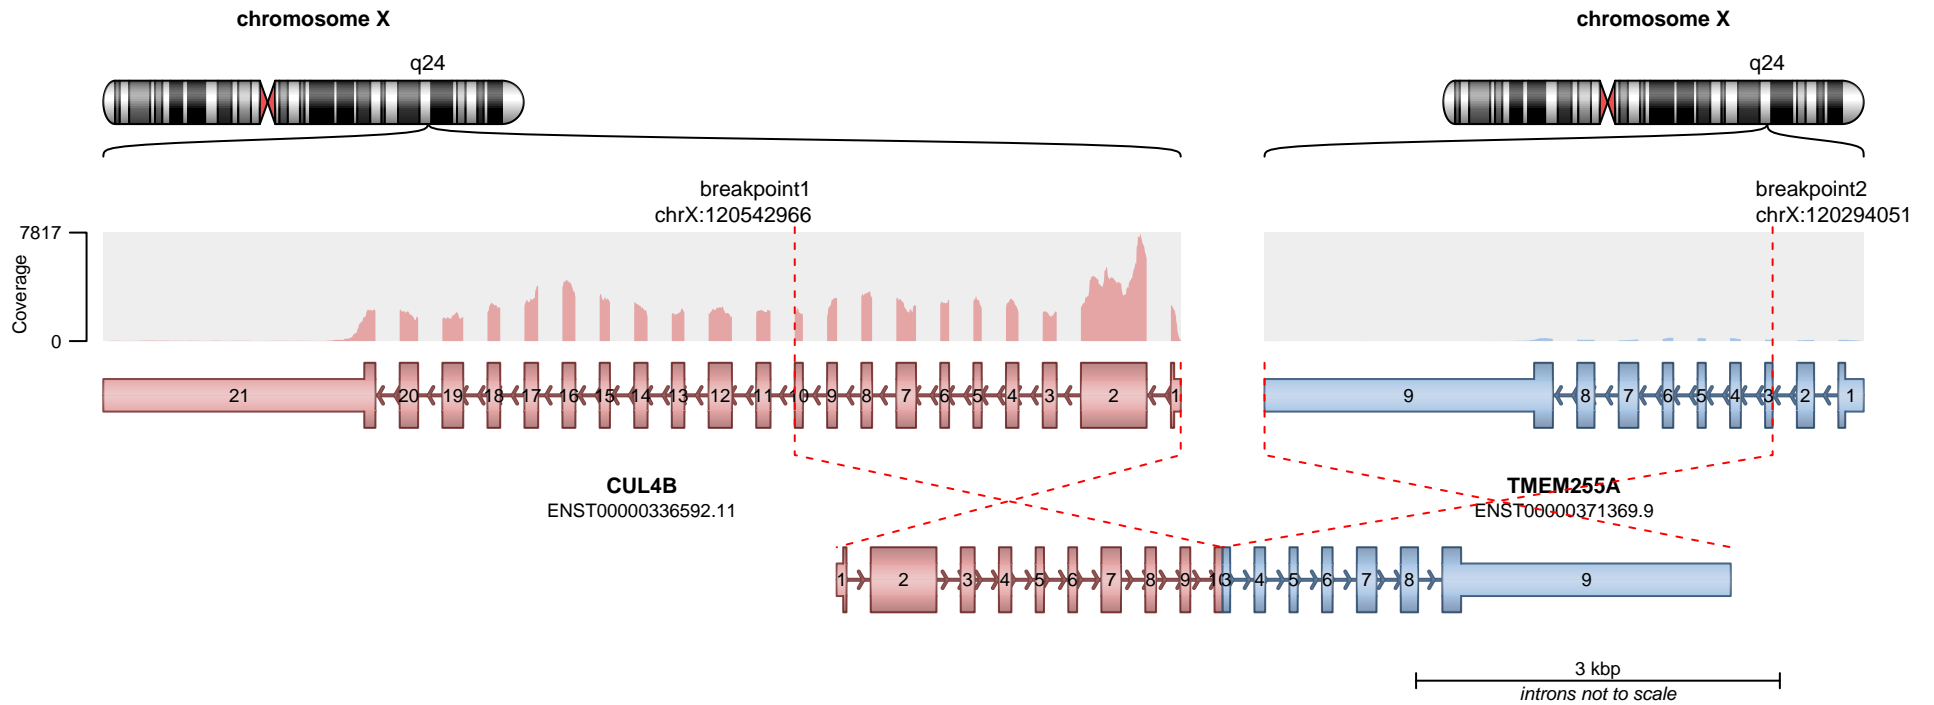 chromosome X
chromosome X
q24
q24
breakpoint1
chrX:120542966
breakpoint2
chrX:120294051
7817
Coverage
0
21 20 19 18 17 16 15 14 13 12 11 10 9 8 7 6 5 4 3 2 1
9 8 7 6 5 4 3 2 1
CUL4B
ENST00000336592.11
TMEM255A
ENST00000371369.9
1 2 3 4 5 6 7 8 9 10 3 4 5 6 7 8 9
3 kbp
introns not to scale